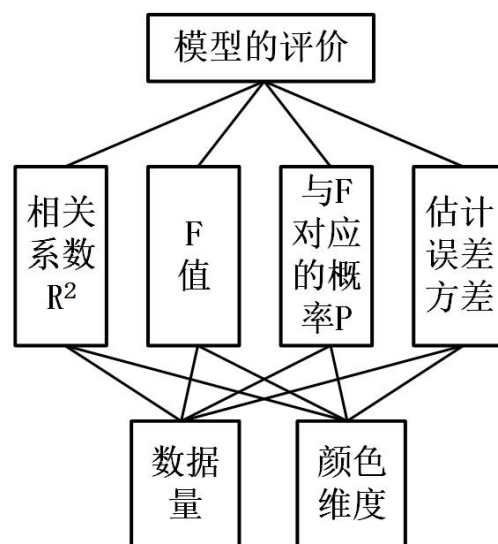 模型的评价
相关
系数
R²
F
值
与F
对应
的概
率P
估计
误差
方差
数据
量
颜色
维度